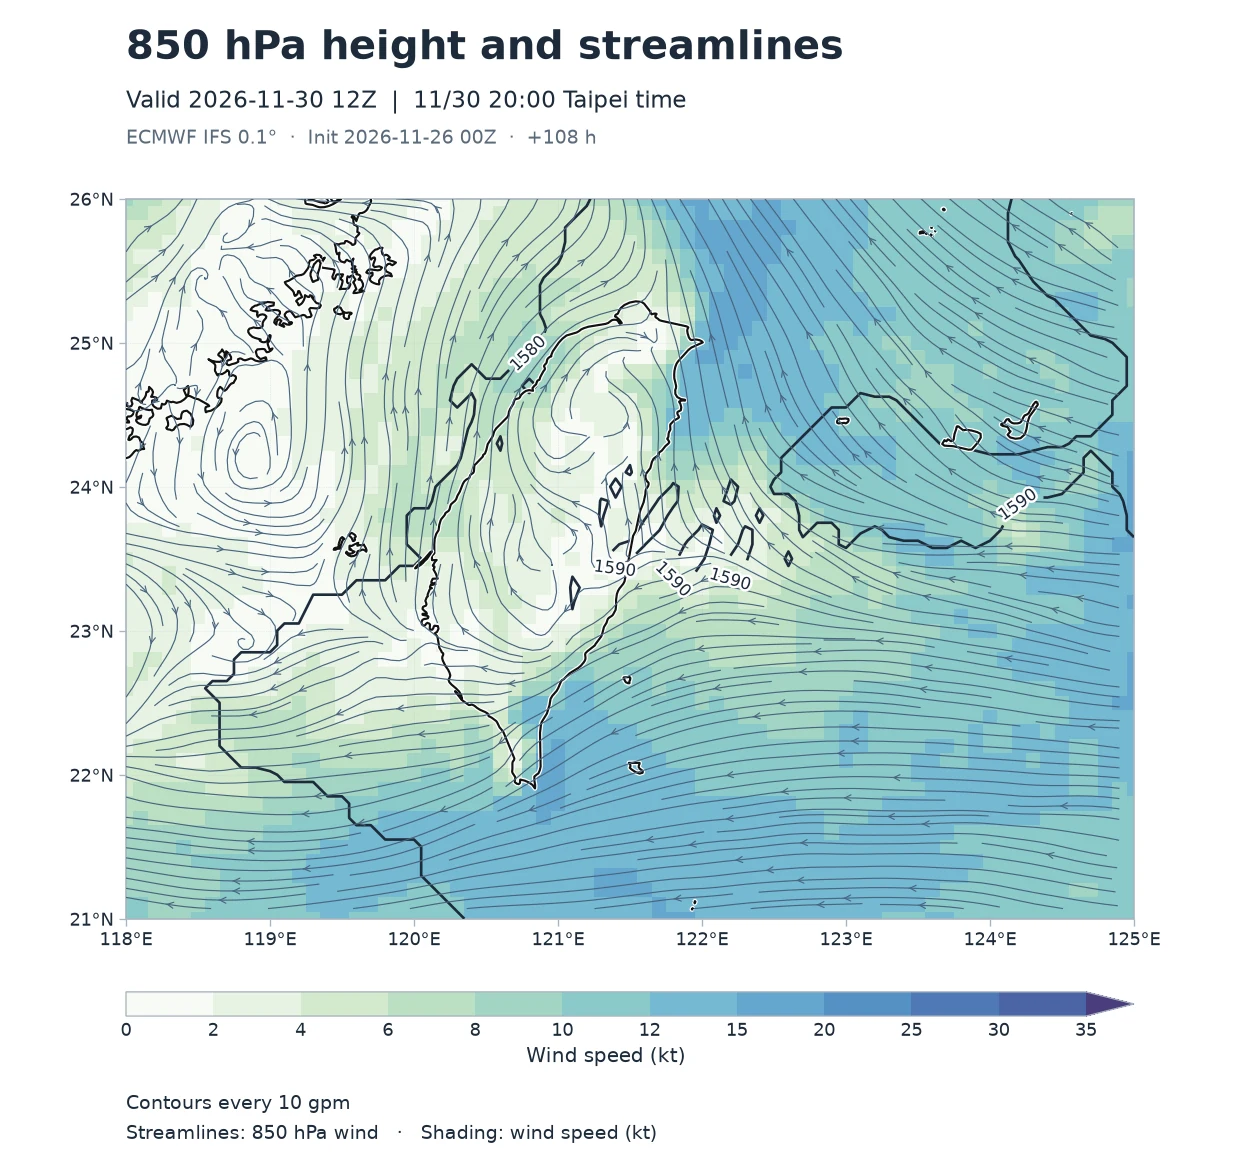 850 hPa height and streamlines
Valid 2026-11-30 12Z | 11/30 20:00 Taipei time
ECMWF IFS 0.1° · Init 2026-11-26 00Z · +108 h
26°N
25°N
1580
24°N
1590
1590
1590
1590
23°N
22°N
21°N
118°E 119°E 120°E 121°E 122°E 123°E 124°E 125°E
0 2 4 6 8 10 12 15 20 25 30 35
Wind speed (kt)
Contours every 10 gpm
Streamlines: 850 hPa wind · Shading: wind speed (kt)